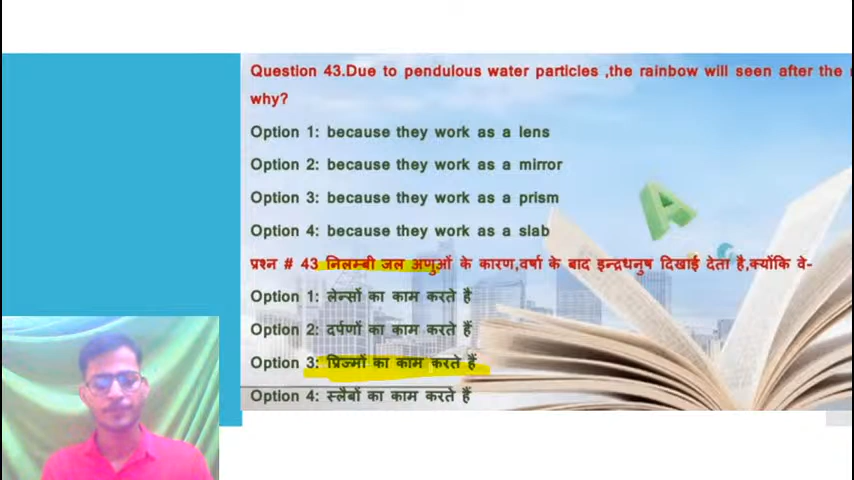 Question 43.Due to pendulous water particles ,the rainbow will seen after the
why?
Option 1: because they work as a lens
Option 2: because they work as a mirror
Option 3: because they work as a prism
Option 4: because they work as a slab
प्रश्न # 43 निलम्बी जल अणुओं के कारण,वर्षा के बाद इन्द्रधनुष दिखाई देता है,क्योंकि वे-
Option 1: लेन्सों का काम करते हैं
Option 2: दर्पणों का काम करते हैं
Option 3: प्रिज्मों का काम करते हैं
Option 4: स्लैबों का काम करते हैं
A